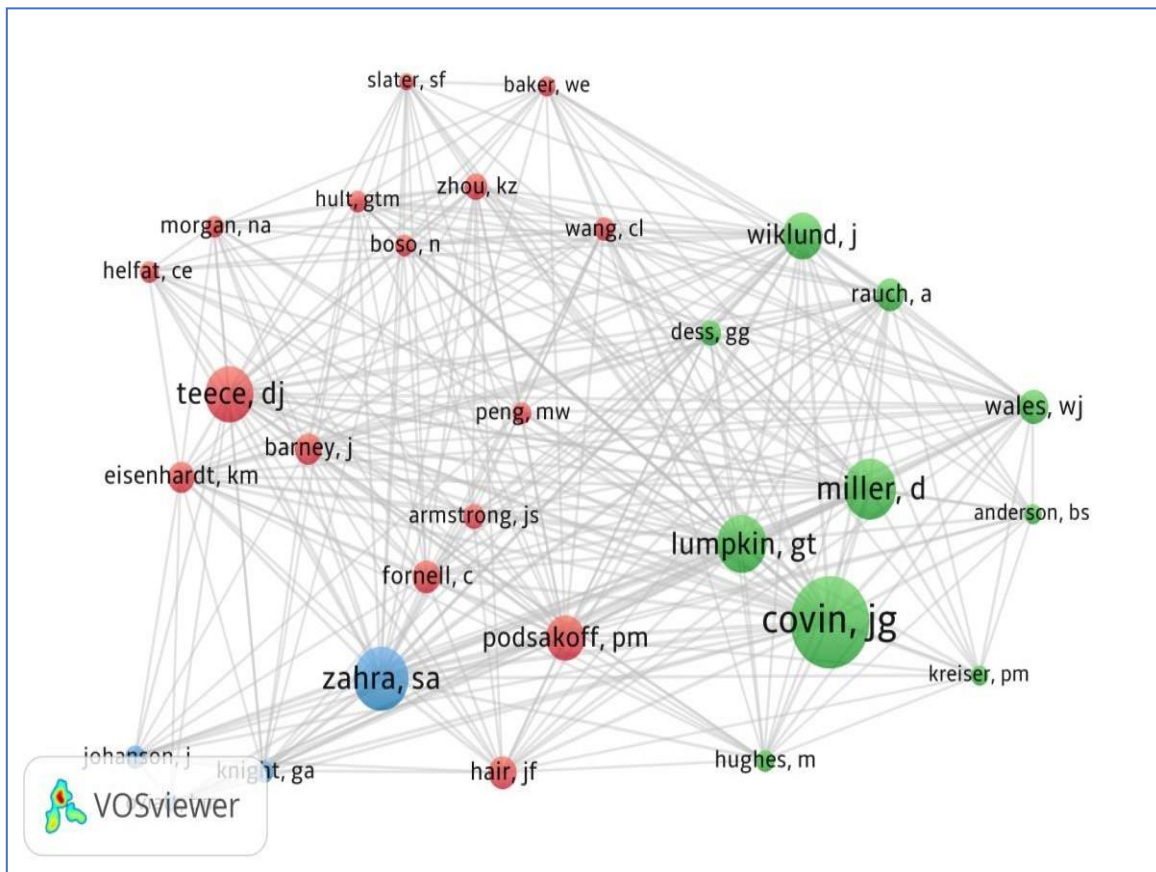 slater, sf
baker, we
zhou, kz
hult, gtm
morgan, na
wang, cl
wiklund, j
boso, n
helfat, ce
rauch, a
dess, gg
teece, dj
peng, mw
wales, wj
barney, j
eisenhardt, km
miller, d
armstrong, js
anderson, bs
lumpkin, gt
fornell, c
covin, jg
podsakoff, pm
zahra, sa
kreiser, pm
johanson, j
hughes, m
knight, ga
hair, jf
VOSviewer